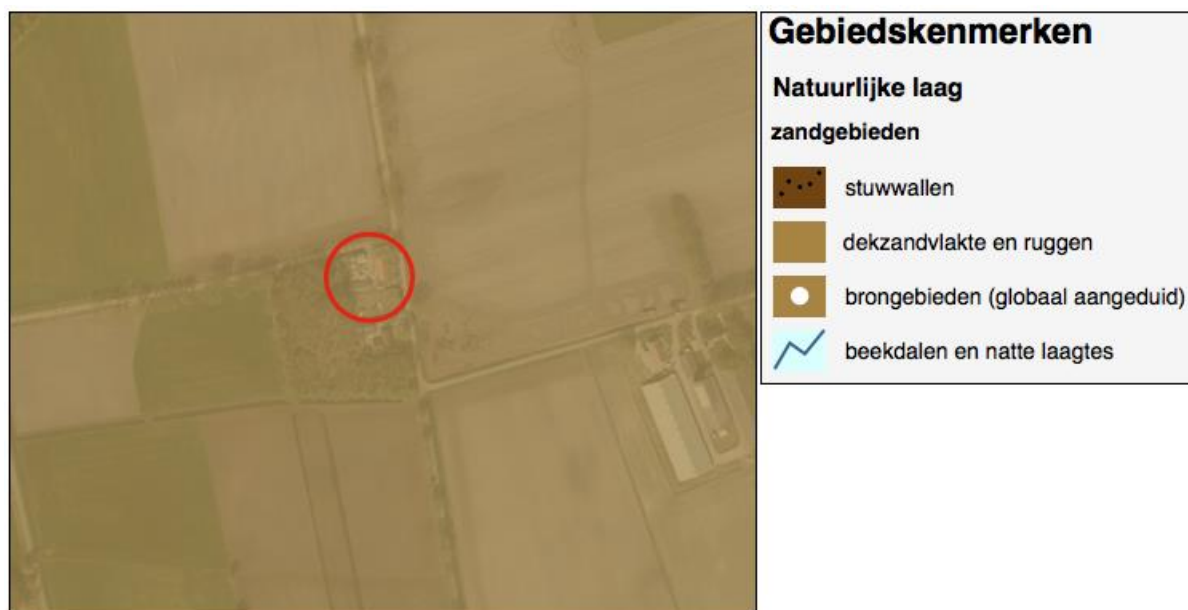 Gebiedskenmerken
Natuurlijke laag
zandgebieden
stuwwallen
dekzandvlakte en ruggen
brongebieden (globaal aangeduid)
beekdalen en natte laagtes